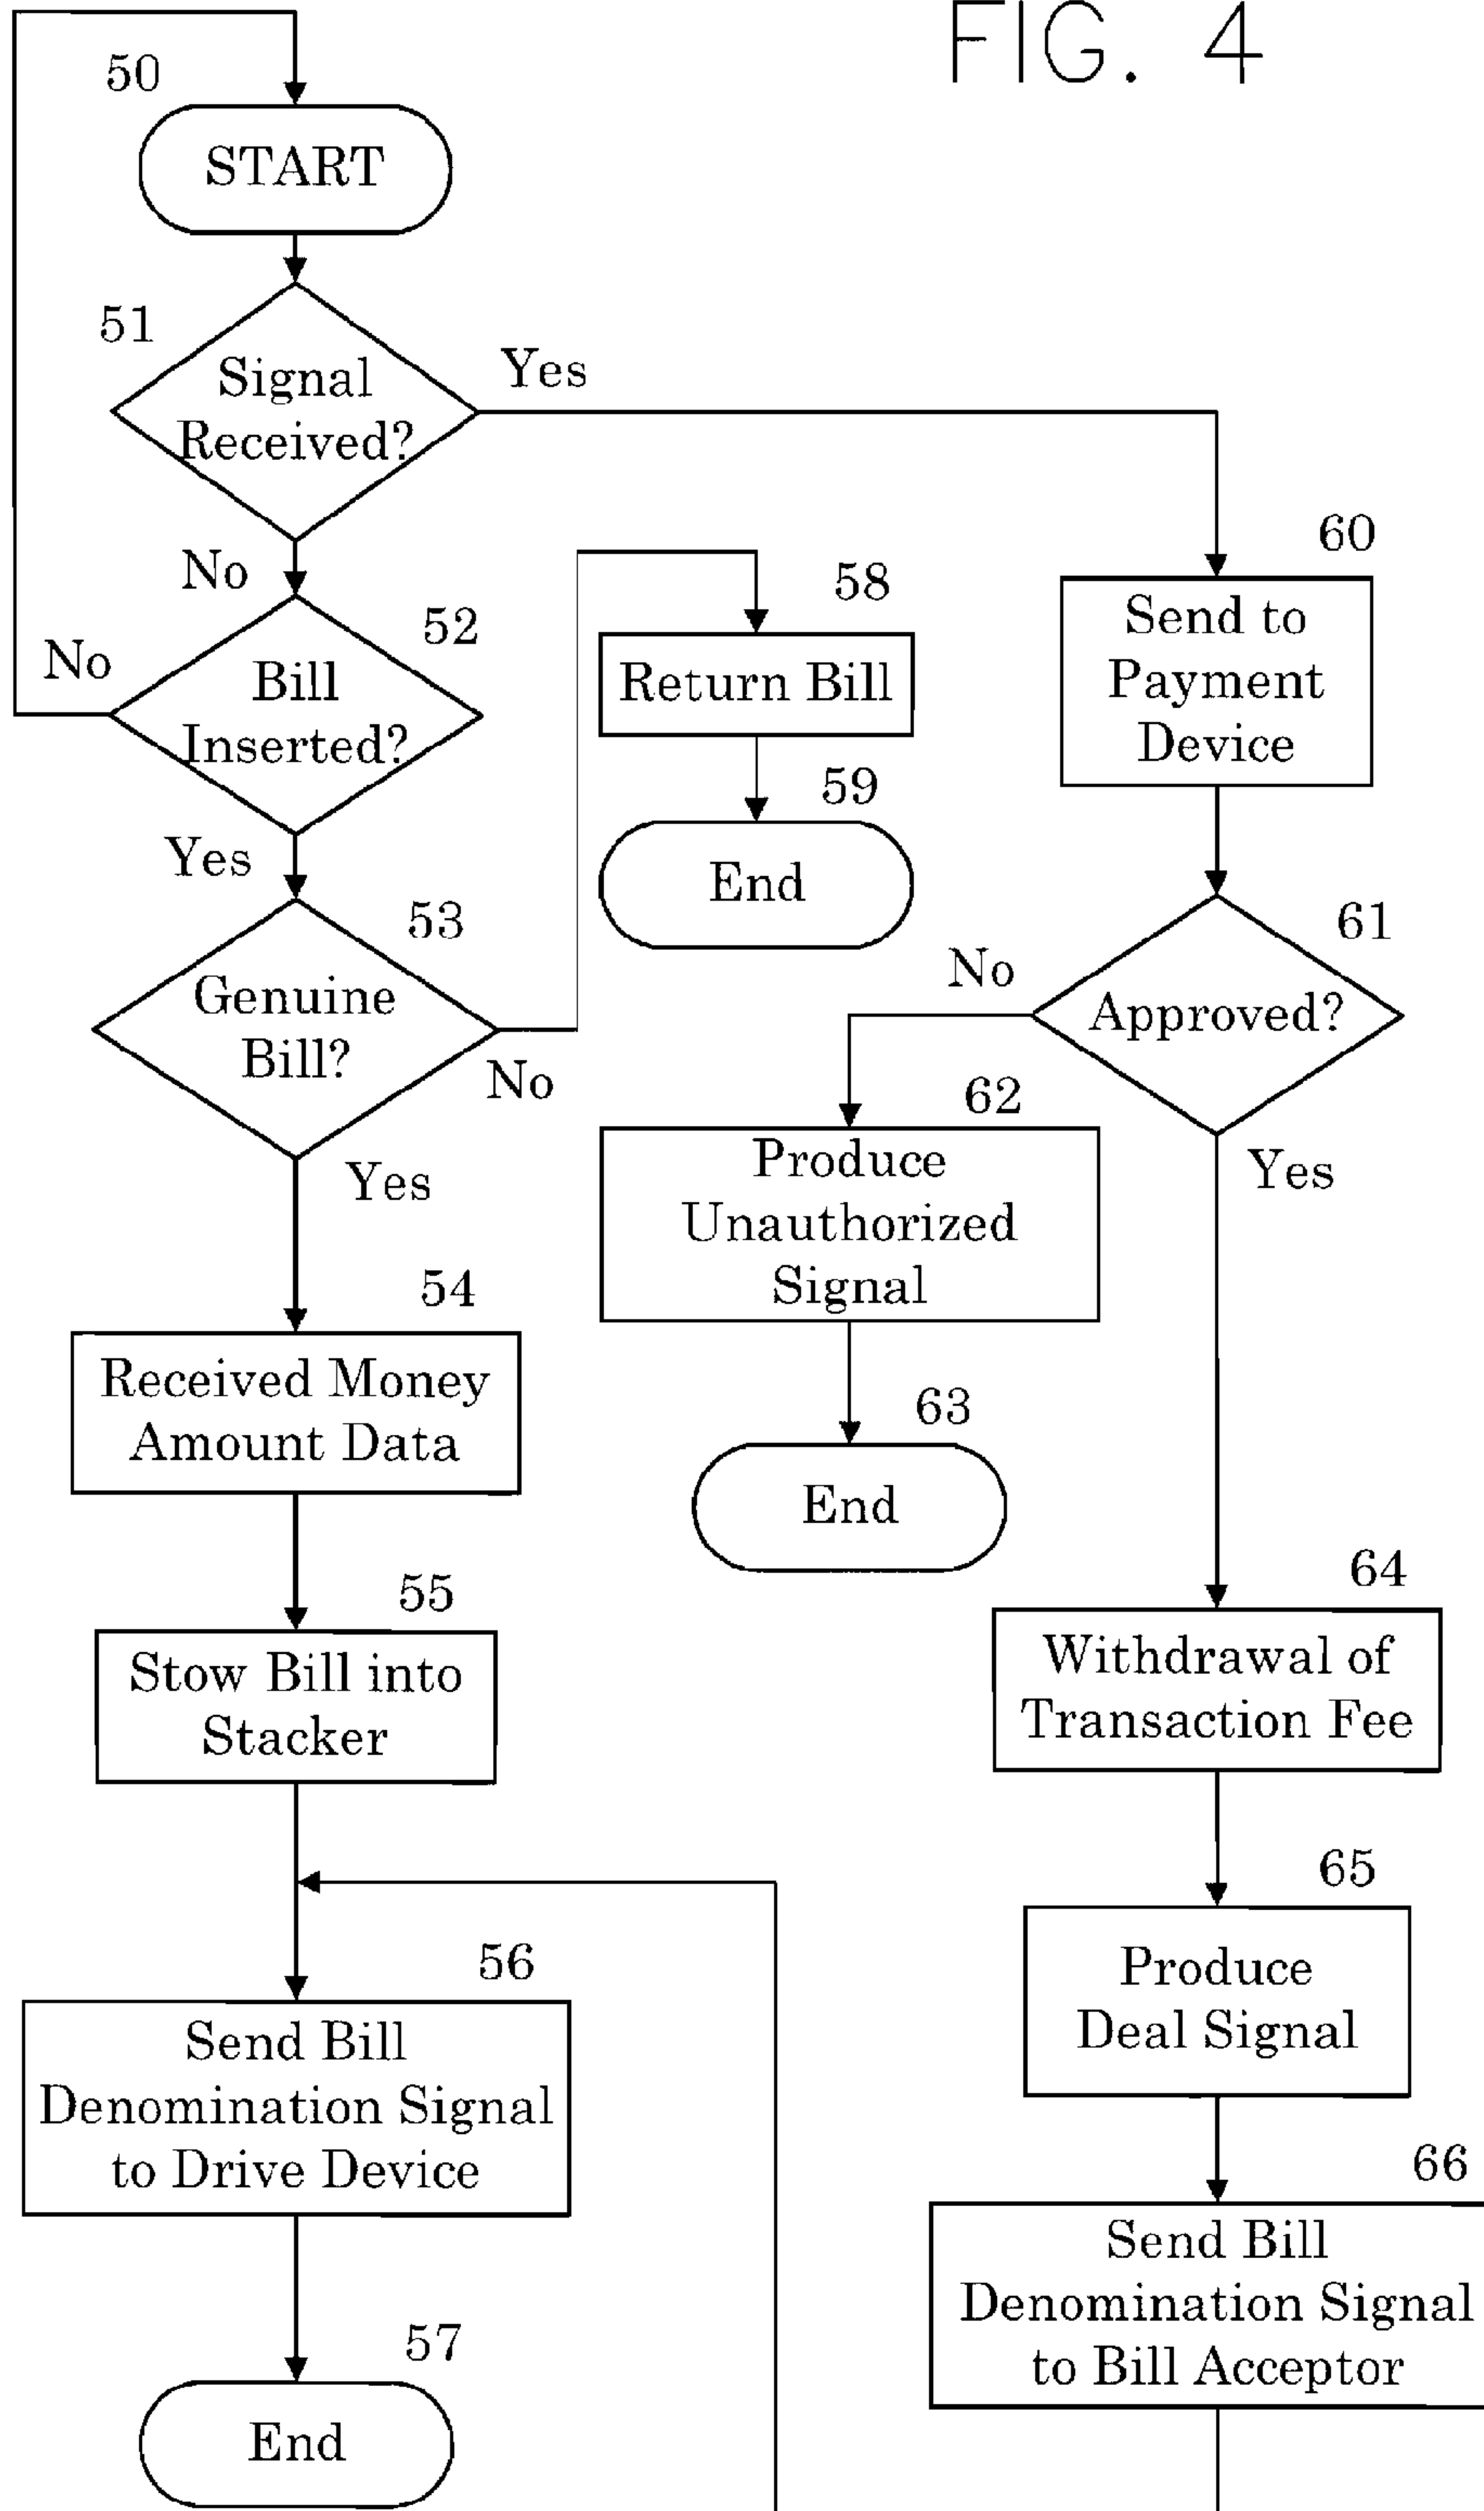 FIG. 4
50
START
51
Signal
Received?
Yes
No
52
No
Bill
Inserted?
Yes
53
Genuine
Bill?
No
Yes
54
Received Money
Amount Data
55
Stow Bill into
Stacker
56
Send Bill
Denomination Signal
to Drive Device
57
End
58
Return Bill
59
End
60
Send to
Payment
Device
61
No
Approved?
Yes
62
Produce
Unauthorized
Signal
63
End
64
Withdrawal of
Transaction Fee
65
Produce
Deal Signal
66
Send Bill
Denomination Signal
to Bill Acceptor